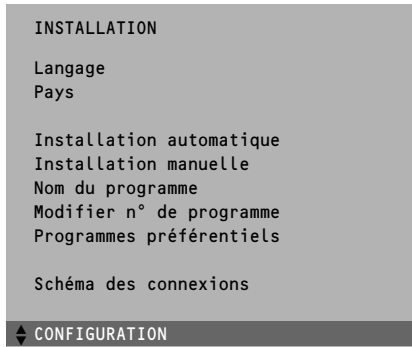 INSTALLATION
Langage
Pays
Installation automatique
Installation manuelle
Nom du programme
Modifier n° de programme
Programmes préférentiels
Schéma des connexions
CONFIGURATION